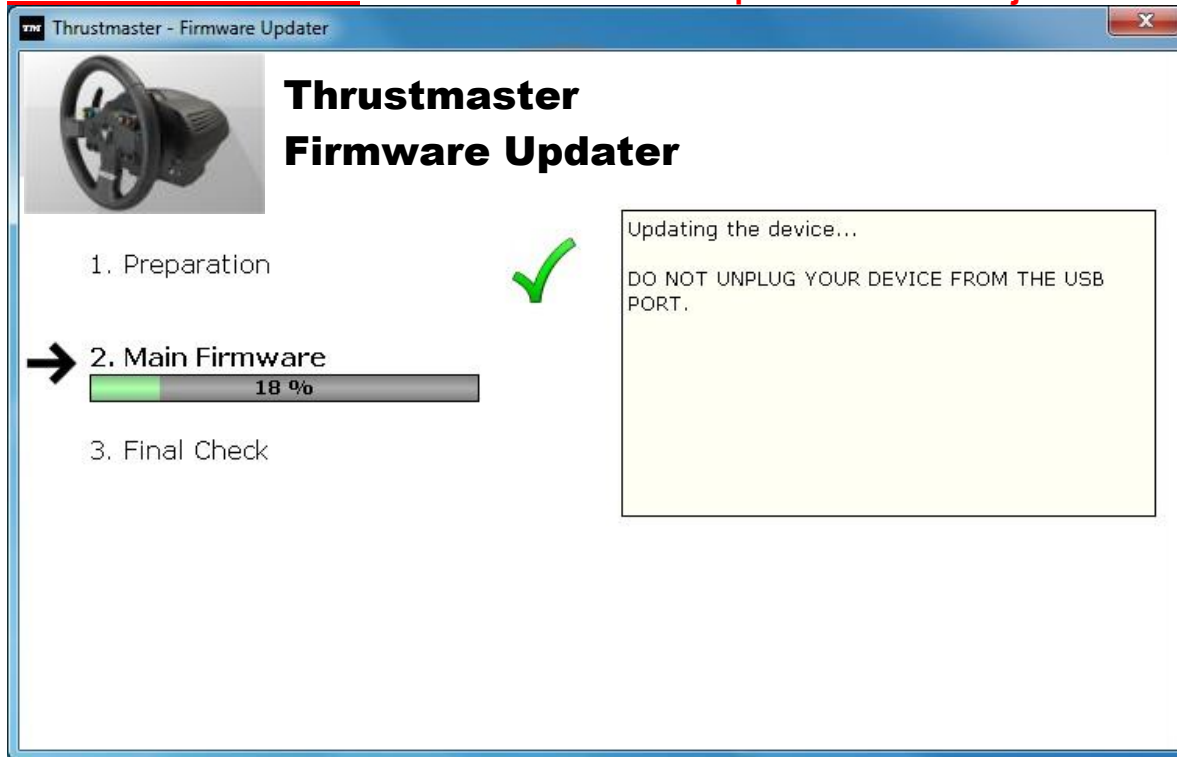 Thrustmaster - Firmware Updater
Thrustmaster
Firmware Updater
1. Preparation
2. Main Firmware
18 %
3. Final Check
Updating the device...
DO NOT UNPLUG YOUR DEVICE FROM THE USB
PORT.